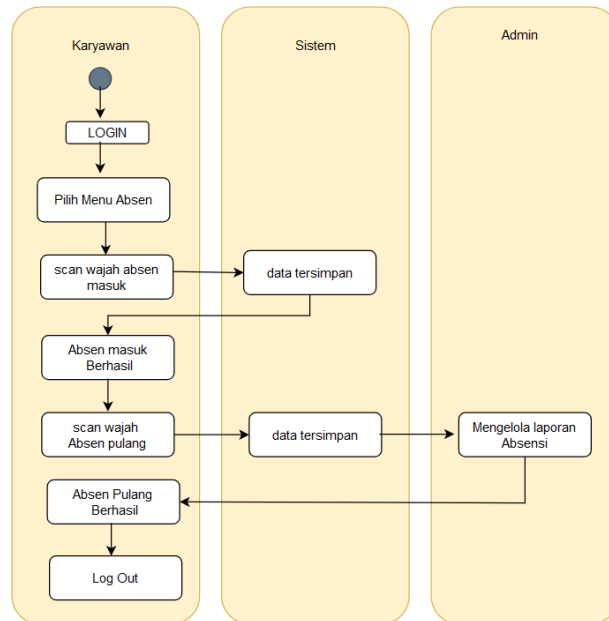 Karyawan
Sistem
Admin
LOGIN
Pilih Menu Absen
scan wajah absen
masuk
data tersimpan
Absen masuk
Berhasil
scan wajah
Absen pulang
data tersimpan
Mengelola laporan
Absensi
Absen Pulang
Berhasil
Log Out